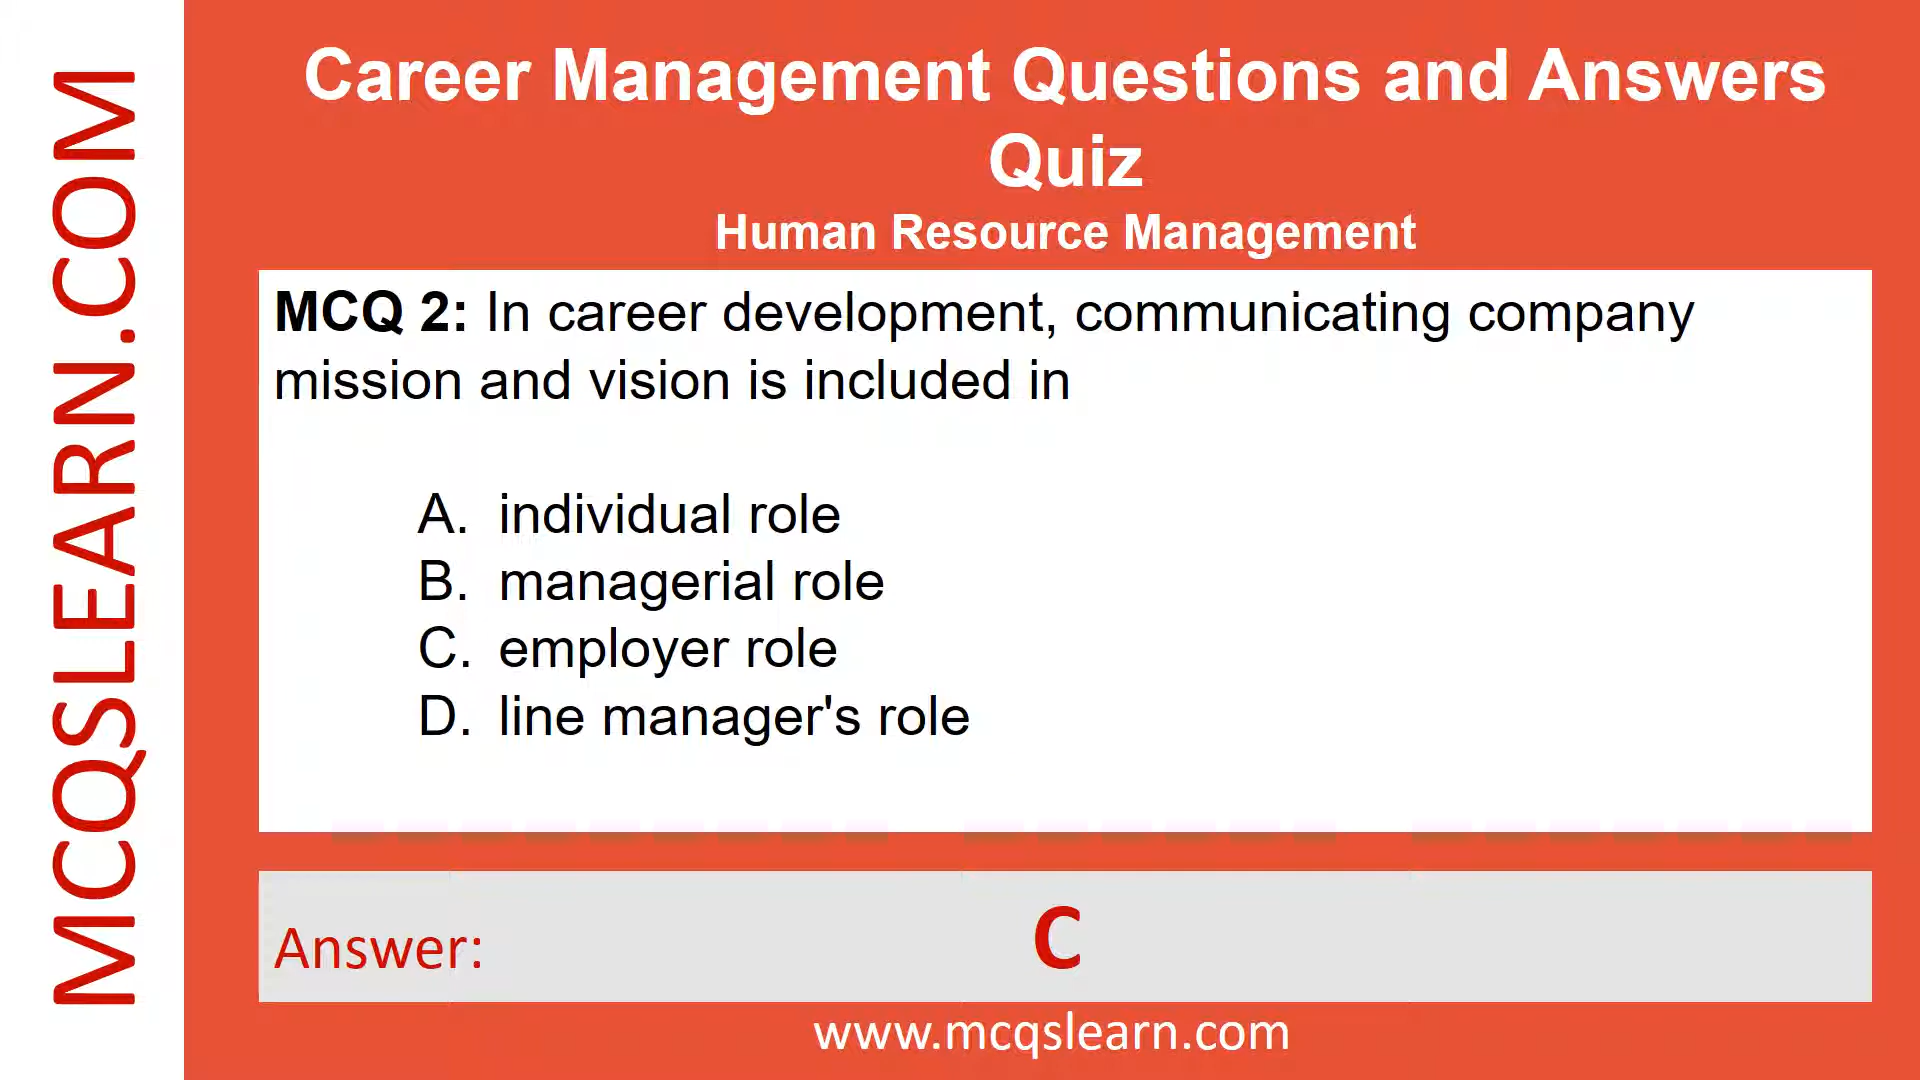 MCQSLEARN.COM
Career Management Questions and Answers
Quiz
Human Resource Management
MCQ 2: In career development, communicating company
mission and vision is included in
A. individual role
B. managerial role
C. employer role
D. line manager's role
Answer: C
www.mcqslearn.com